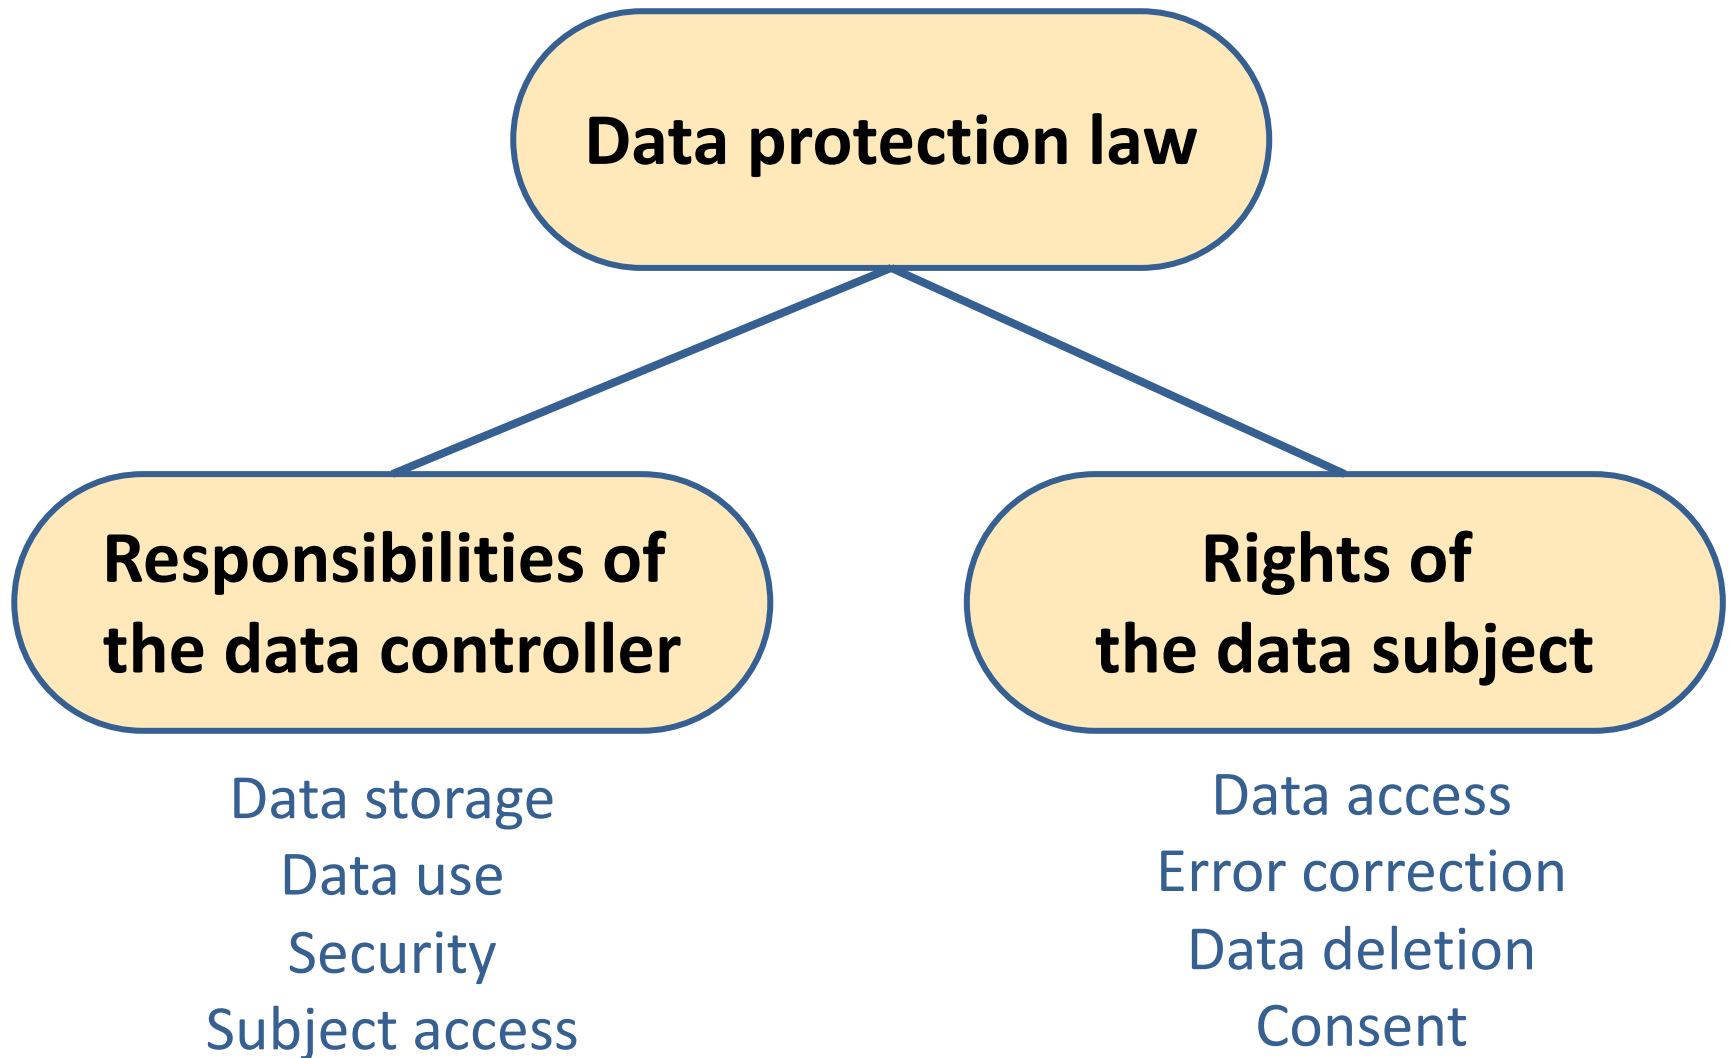 Data protection law
Responsibilities of
the data controller
Data storage
Data use
Security
Subject access
Rights of
the data subject
Data access
Error correction
Data deletion
Consent